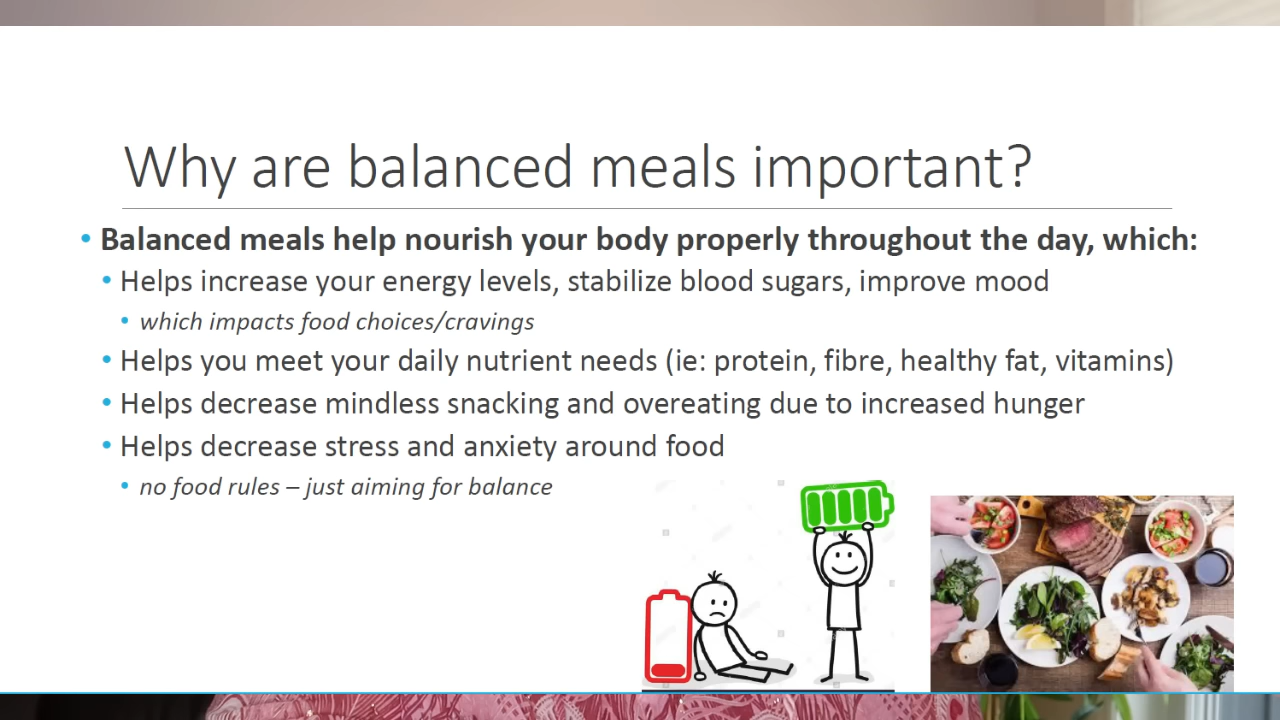 Why are balanced meals important?
• Balanced meals help nourish your body properly throughout the day, which:
• Helps increase your energy levels, stabilize blood sugars, improve mood
• which impacts food choices/cravings
• Helps you meet your daily nutrient needs (ie: protein, fibre, healthy fat, vitamins)
• Helps decrease mindless snacking and overeating due to increased hunger
• Helps decrease stress and anxiety around food
• no food rules – just aiming for balance